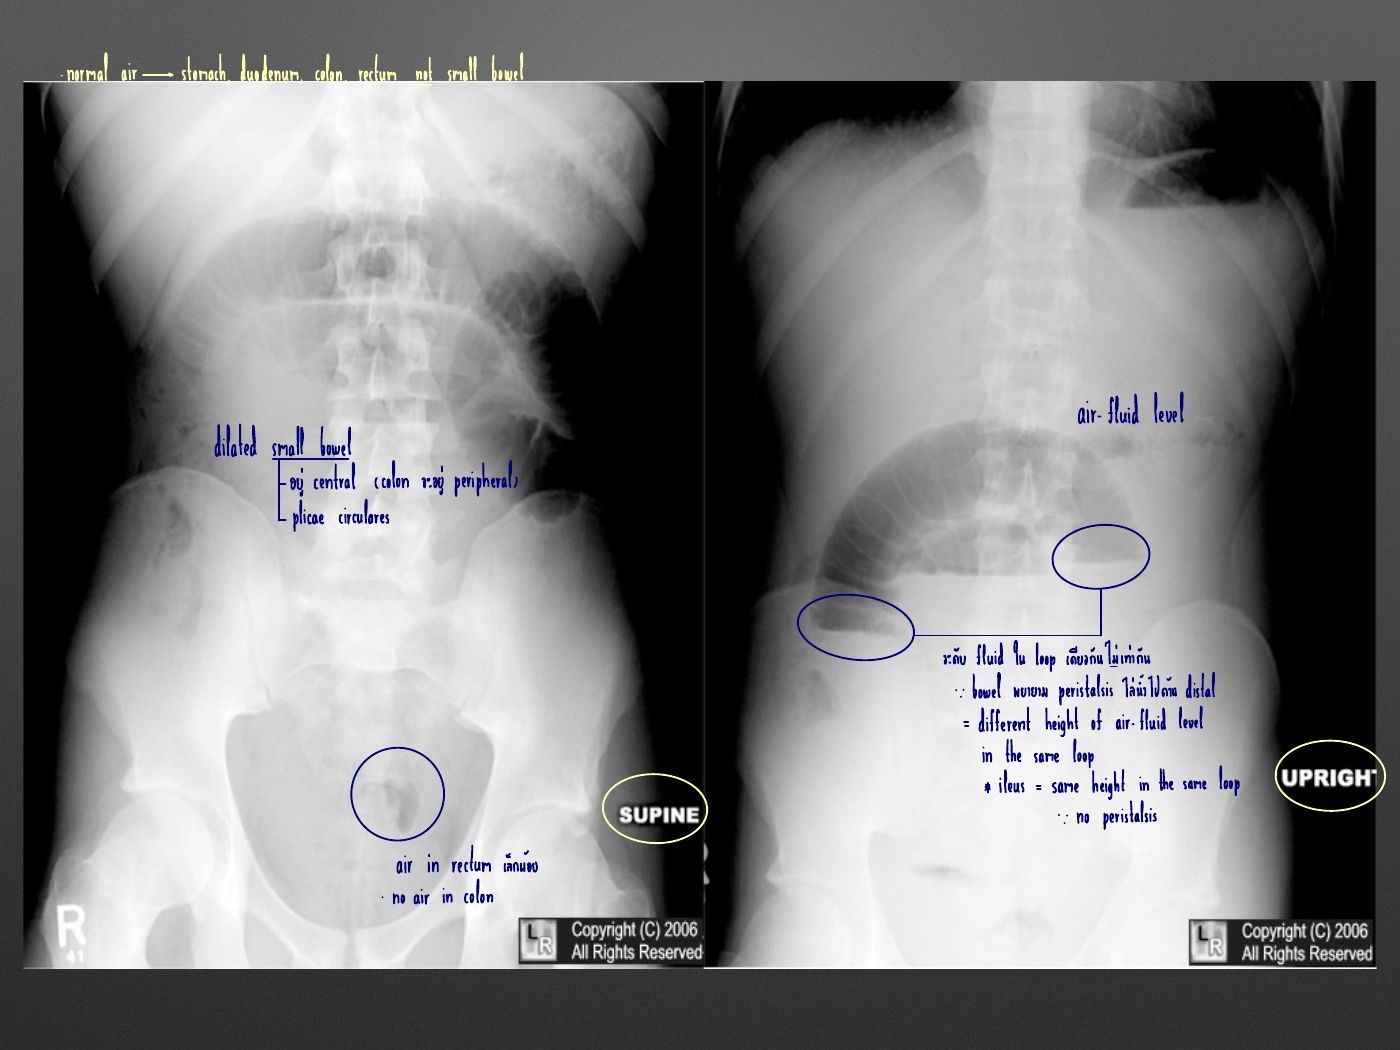 · normal air → stomach, duodenum, colon, rectum not small bowel
dilated small bowel
- อยู่ central (colon จะอยู่ peripheral)
- plicae circulares
air in rectum เล็กน้อย
· no air in colon
SUPINE
R
41
L R
Copyright (C) 2006
All Rights Reserved
air-fluid level
ระดับ fluid ใน loop เดียวกันไม่เท่ากัน
∵ bowel พยายาม peristalsis ไล่น้ำไปด้าน distal
= different height of air-fluid level
in the same loop
* ileus = same height in the same loop
∵ no peristalsis
UPRIGHT
R
L R
Copyright (C) 2006
All Rights Reserved